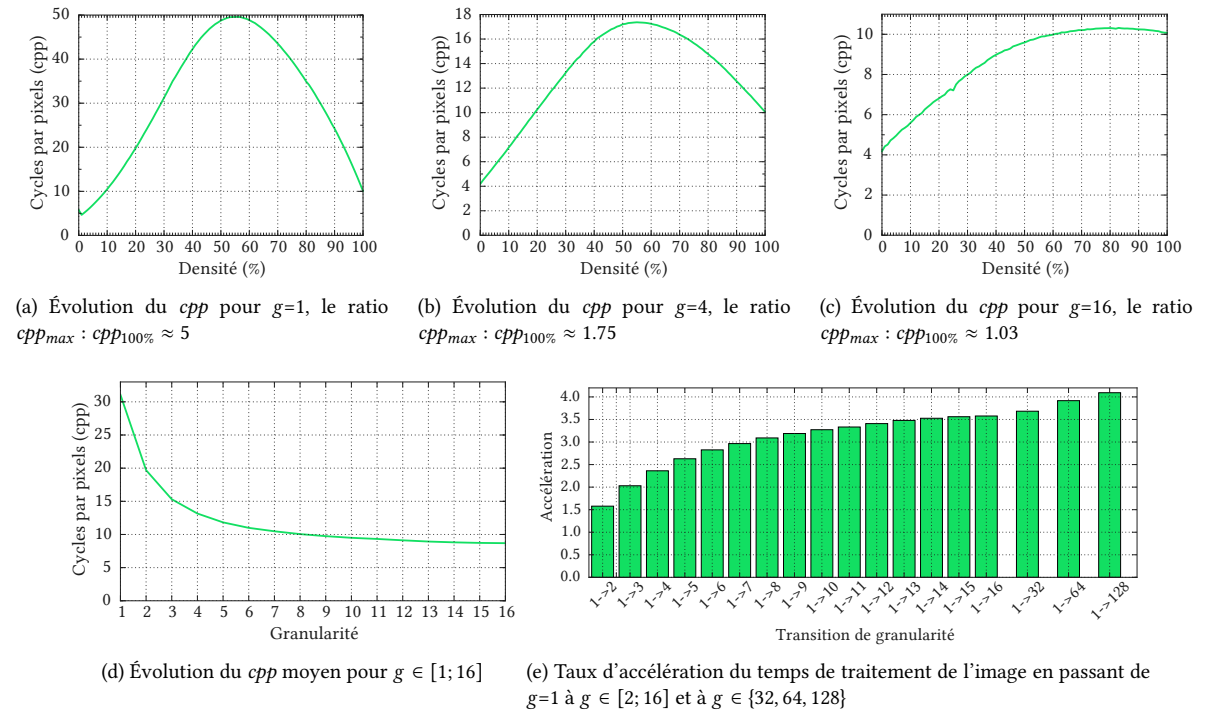 50
40
30
20
10
0
Cycles par pixels (cpp)
0 10 20 30 40 50 60 70 80 90 100
Densité (%)
18
16
14
12
10
8
6
4
2
0
Cycles par pixels (cpp)
0 10 20 30 40 50 60 70 80 90 100
Densité (%)
10
8
6
4
2
0
Cycles par pixels (cpp)
0 10 20 30 40 50 60 70 80 90 100
Densité (%)
(a) Évolution du cpp pour g=1, le ratio
cpp_max : cpp_100% ≈ 5
(b) Évolution du cpp pour g=4, le ratio
cpp_max : cpp_100% ≈ 1.75
(c) Évolution du cpp pour g=16, le ratio
cpp_max : cpp_100% ≈ 1.03
30
25
20
15
10
5
0
Cycles par pixels (cpp)
1 2 3 4 5 6 7 8 9 10 11 12 13 14 15 16
Granularité
4.0
3.5
3.0
2.5
2.0
1.5
1.0
0.5
0.0
Accélération
1->2 1->3 1->4 1->5 1->6 1->7 1->8 1->9 1->10 1->11 1->12 1->13 1->14 1->15 1->16 1->32 1->64 1->128
Transition de granularité
(d) Évolution du cpp moyen pour g ∈ [1; 16]
(e) Taux d'accélération du temps de traitement de l'image en passant de
g=1 à g ∈ [2; 16] et à g ∈ {32, 64, 128}